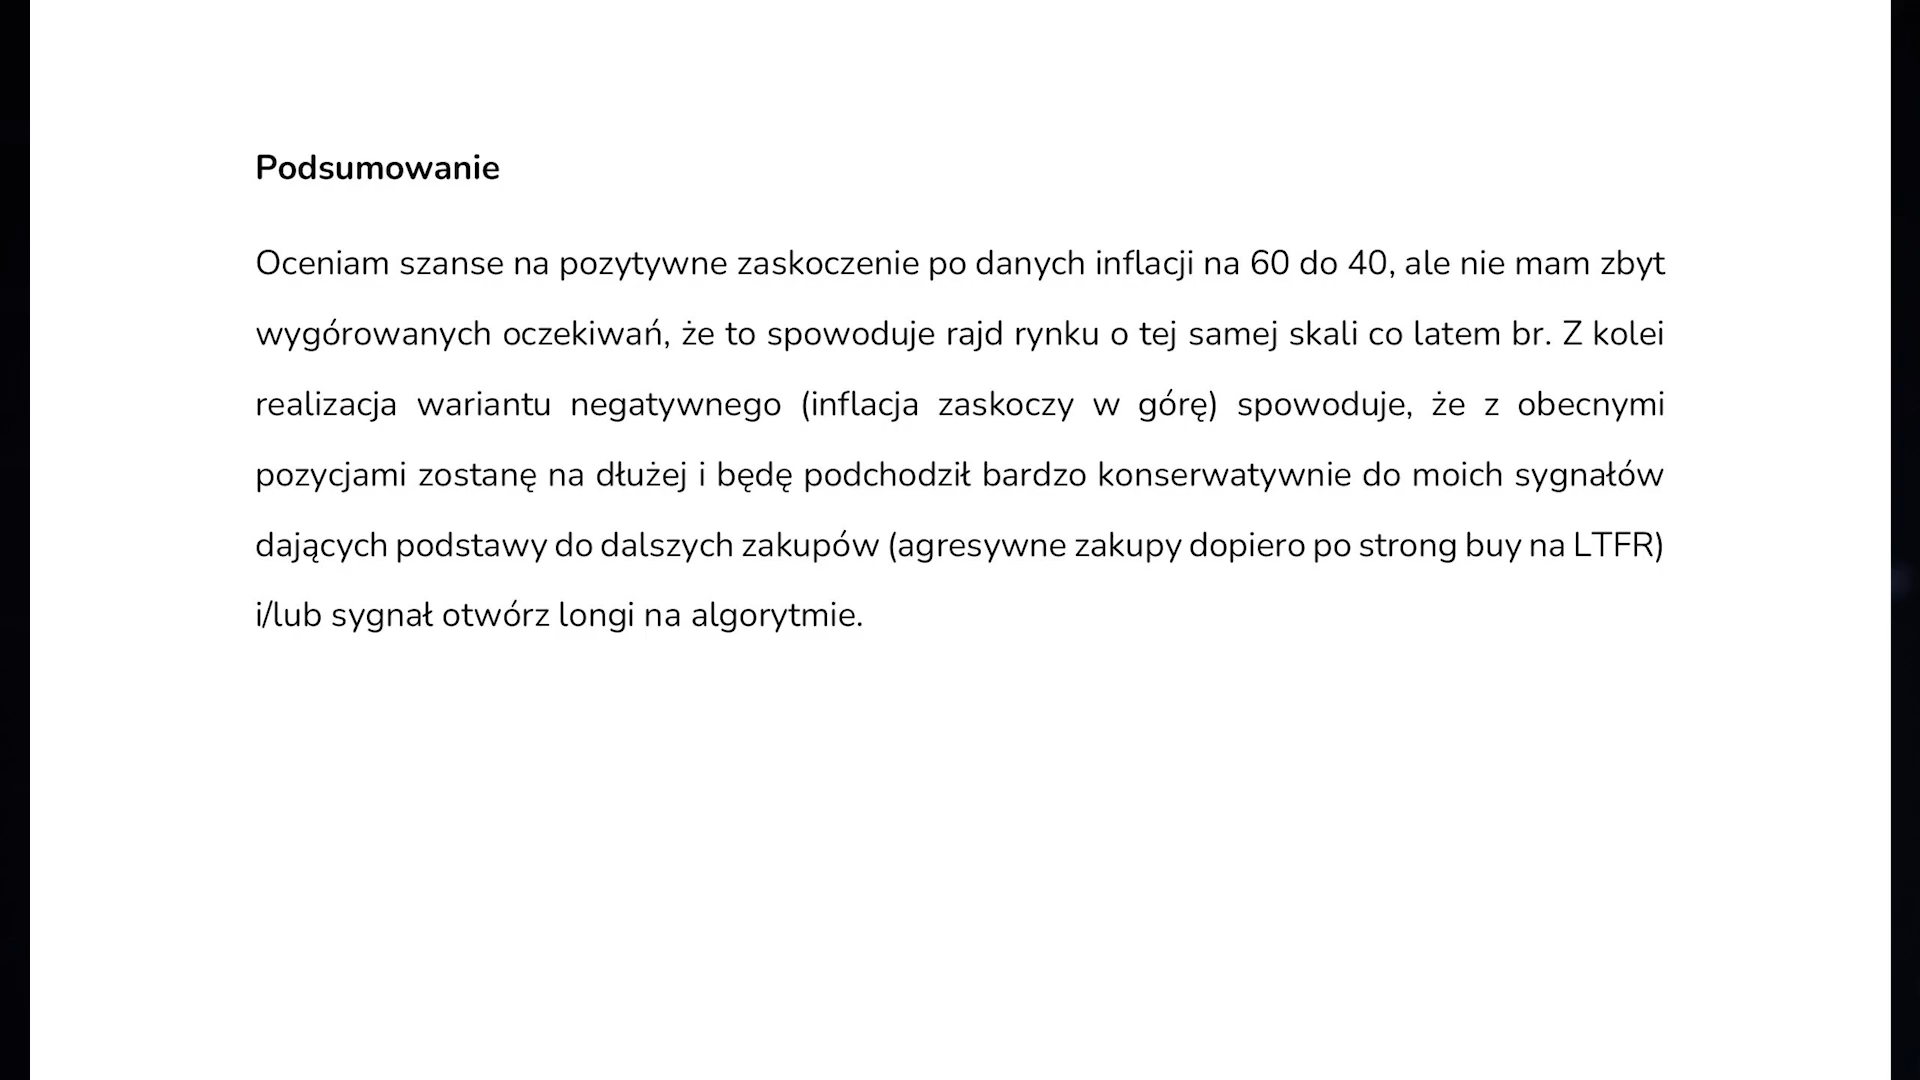 Podsumowanie
Oceniam szanse na pozytywne zaskoczenie po danych inflacji na 60 do 40, ale nie mam zbyt
wygórowanych oczekiwań, że to spowoduje rajd rynku o tej samej skali co latem br. Z kolei
realizacja wariantu negatywnego (inflacja zaskoczy w górę) spowoduje, że z obecnymi
pozycjami zostanę na dłużej i będę podchodził bardzo konserwatywnie do moich sygnałów
dających podstawy do dalszych zakupów (agresywne zakupy dopiero po strong buy na LTFR)
i/lub sygnał otwórz longi na algorytmie.